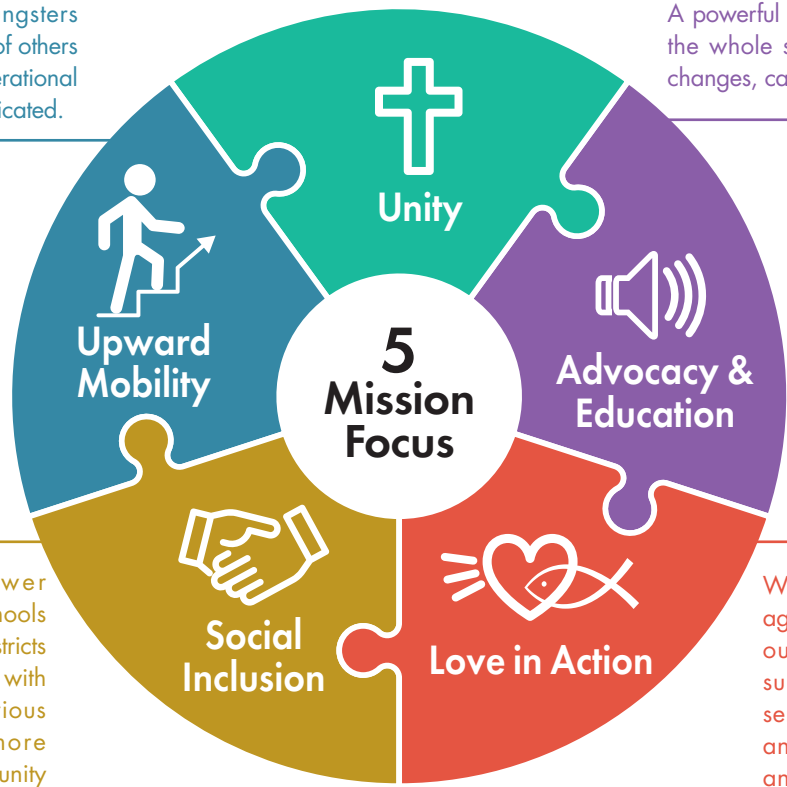 ngsters
of others
erational
icated.
A powerful
the whole s
changes, ca
Unity
Upward
Mobility
5
Mission
Focus
Advocacy &
Education
Social
Inclusion
Love in Action
wer
hools
stricts
with
ious
more
unity
W
ag
ou
su
se
an
an